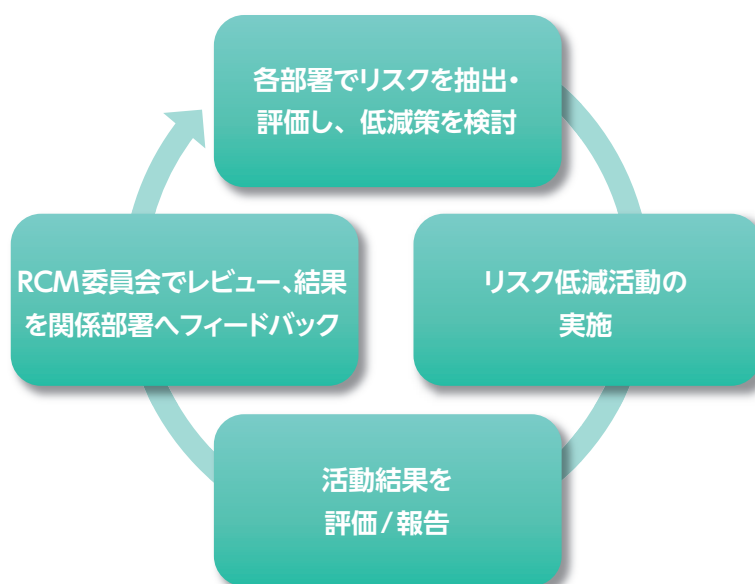 各部署でリスクを抽出・
評価し、低減策を検討
リスク低減活動の
実施
活動結果を
評価/報告
RCM委員会でレビュー、結果
を関係部署へフィードバック